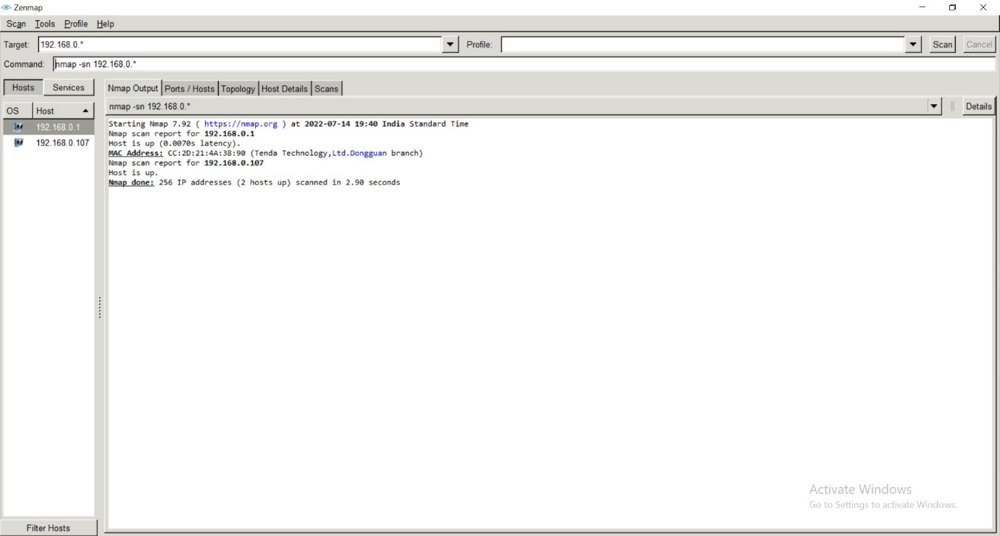 Zenmap
Scan Tools Profile Help
Target: 192.168.0.* Profile: Scan Cancel
Command: nmap -sn 192.168.0.*
Hosts Services
Nmap Output Ports / Hosts Topology Host Details Scans
OS Host
nmap -sn 192.168.0.* Details
192.168.0.1
192.168.0.107
Starting Nmap 7.92 ( https://nmap.org ) at 2022-07-14 19:40 India Standard Time
Nmap scan report for 192.168.0.1
Host is up (0.0070s latency).
MAC Address: CC:2D:21:4A:38:90 (Tenda Technology,Ltd.Dongguan branch)
Nmap scan report for 192.168.0.107
Host is up.
Nmap done: 256 IP addresses (2 hosts up) scanned in 2.90 seconds
Activate Windows
Go to Settings to activate Windows.
Filter Hosts